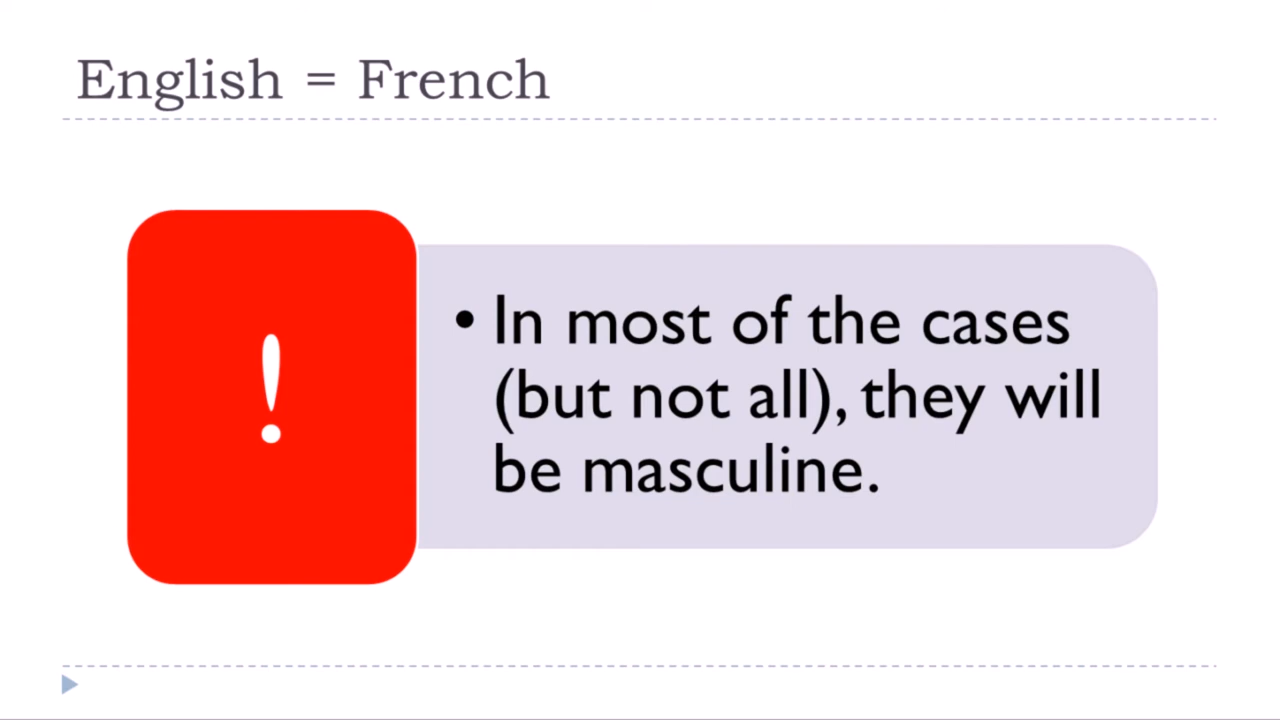 English = French
!
• In most of the cases
(but not all), they will
be masculine.